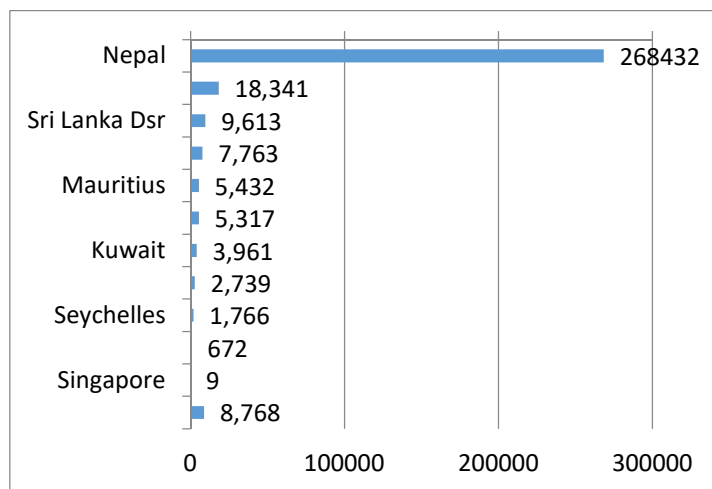 Nepal 268432
18,341
Sri Lanka Dsr 9,613
7,763
Mauritius 5,432
5,317
Kuwait 3,961
2,739
Seychelles 1,766
672
Singapore 9
8,768
0 100000 200000 300000